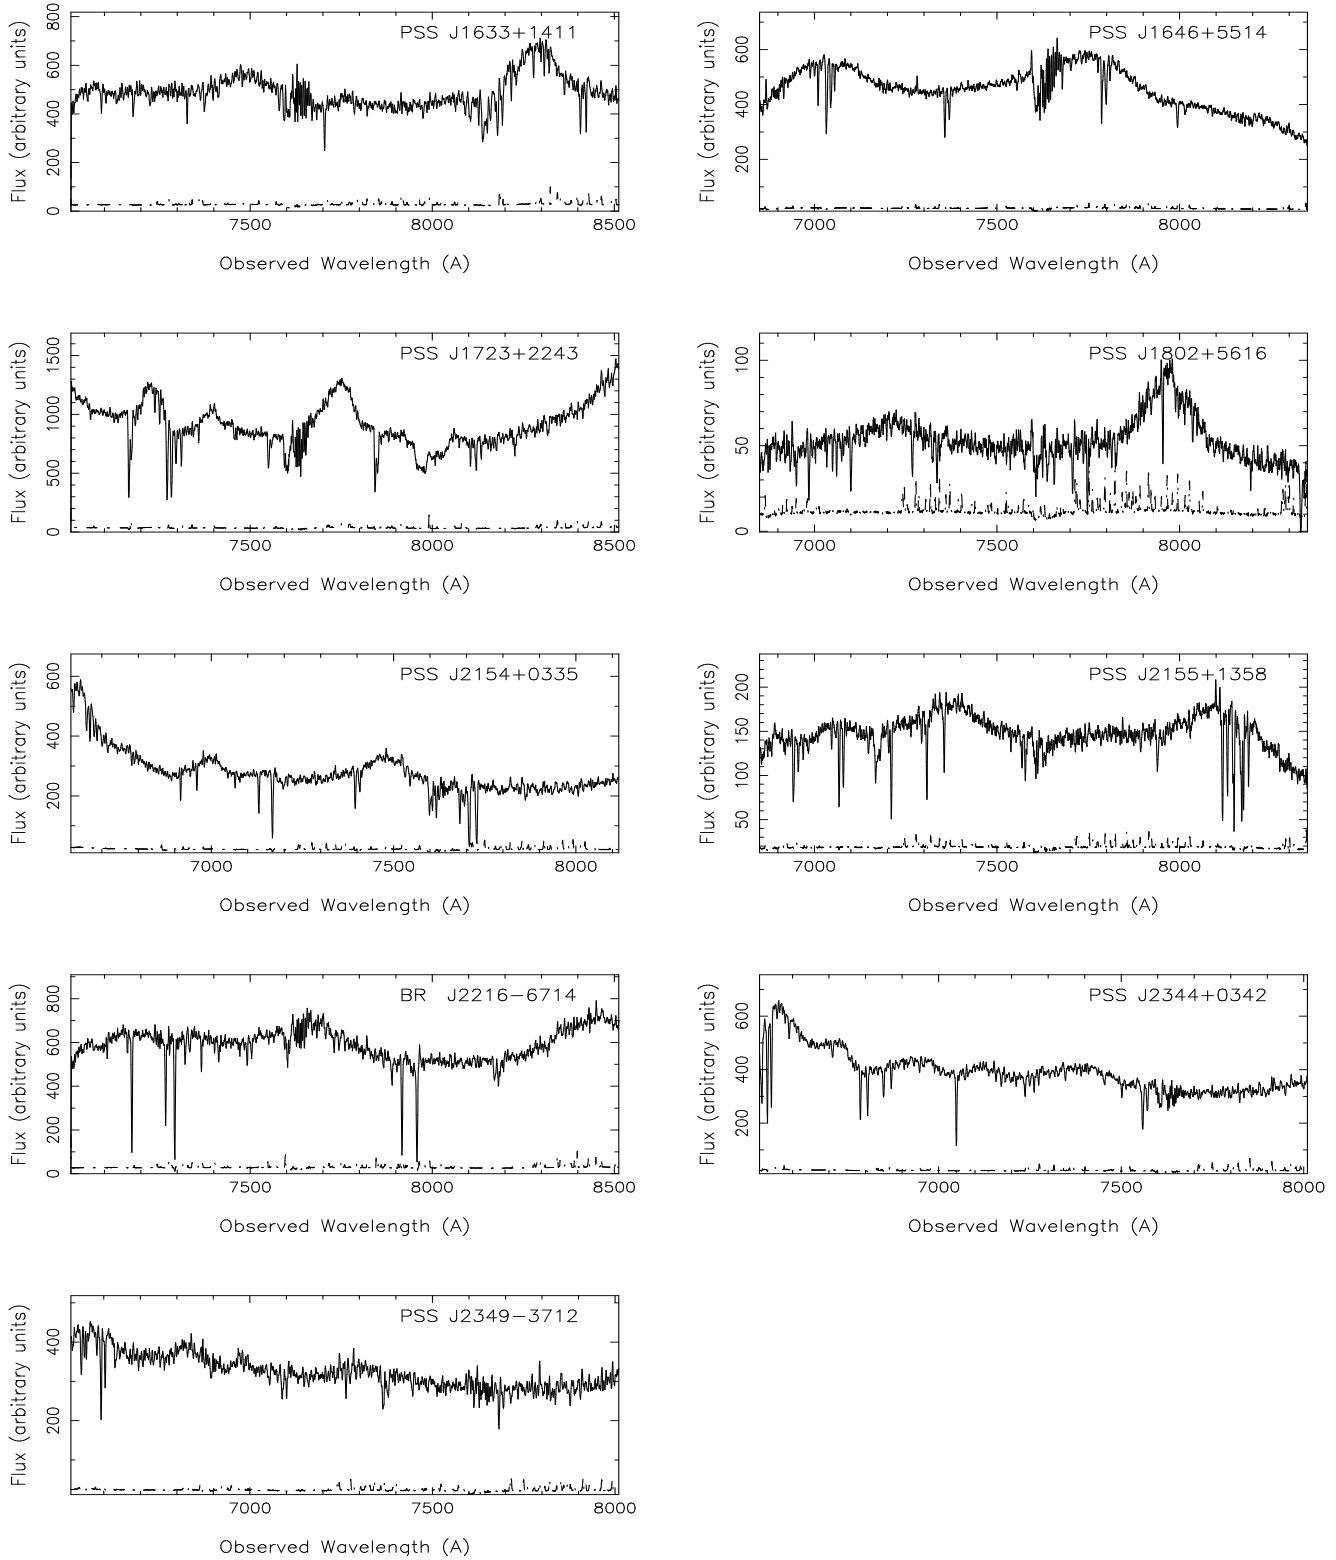 PSS J1633+1411
Flux (arbitrary units)
0 200 400 600 800
7500 8000 8500
Observed Wavelength (A)
PSS J1646+5514
Flux (arbitrary units)
200 400 600
7000 7500 8000
Observed Wavelength (A)
PSS J1723+2243
Flux (arbitrary units)
0 500 1000 1500
7500 8000 8500
Observed Wavelength (A)
PSS J1802+5616
Flux (arbitrary units)
0 50 100
7000 7500 8000
Observed Wavelength (A)
PSS J2154+0335
Flux (arbitrary units)
200 400 600
7000 7500 8000
Observed Wavelength (A)
PSS J2155+1358
Flux (arbitrary units)
50 100 150 200
7000 7500 8000
Observed Wavelength (A)
BR J2216−6714
Flux (arbitrary units)
0 200 400 600 800
7500 8000 8500
Observed Wavelength (A)
PSS J2344+0342
Flux (arbitrary units)
200 400 600
7000 7500 8000
Observed Wavelength (A)
PSS J2349−3712
Flux (arbitrary units)
200 400
7000 7500 8000
Observed Wavelength (A)